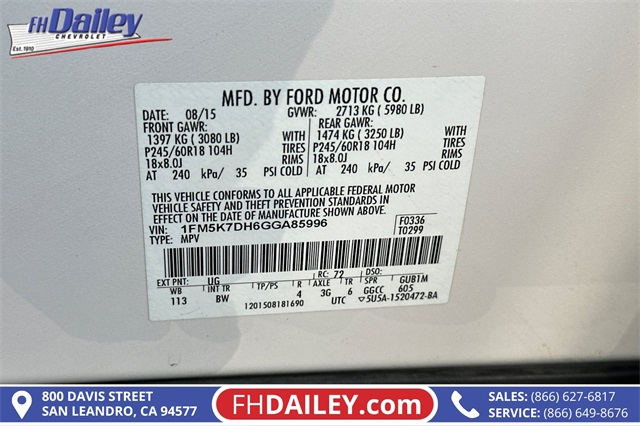 FHDailey
CHEVROLET
Est. 1910
MFD. BY FORD MOTOR CO.
DATE: 08/15 GVWR: 2713 KG ( 5980 LB)
FRONT GAWR: REAR GAWR:
1397 KG ( 3080 LB) WITH 1474 KG ( 3250 LB) WITH
P245/60R18 104H TIRES P245/60R18 104H TIRES
18x8.0J RIMS 18x8.0J RIMS
AT 240 kPa/ 35 PSI COLD AT 240 kPa/ 35 PSI COLD
THIS VEHICLE CONFORMS TO ALL APPLICABLE FEDERAL MOTOR
VEHICLE SAFETY AND THEFT PREVENTION STANDARDS IN
EFFECT ON THE DATE OF MANUFACTURE SHOWN ABOVE.
VIN: 1FM5K7DH6GGA85996 F0336
TYPE: MPV T0299
EXT PNT: UG RC: 72 DSO:
WB INT TR TP/PS R AXLE TR SPR GUB1M
113 BW 4 3G 6 GGCC 605
1201508181690 UTC 5U5A-1520472-BA
800 DAVIS STREET
SAN LEANDRO, CA 94577
FHDAILEY.com
SALES: (866) 627-6817
SERVICE: (866) 649-8676